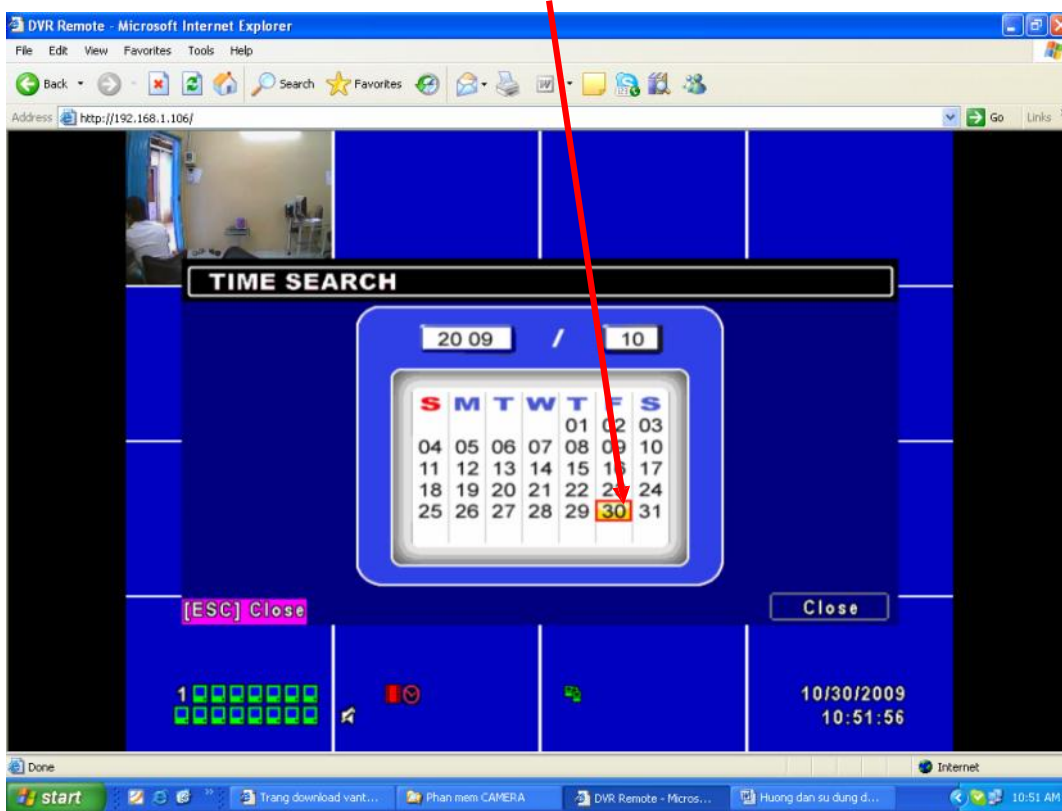 DVR Remote - Microsoft Internet Explorer
File Edit View Favorites Tools Help
Back Search Favorites
Address http://192.168.1.106/ Go Links
TIME SEARCH
20 09 / 10
S M T W T F S
01 02 03
04 05 06 07 08 09 10
11 12 13 14 15 16 17
18 19 20 21 22 23 24
25 26 27 28 29 30 31
[ESC] Close Close
1
10/30/2009
10:51:56
Done Internet
start Trang download vant... Phan mem CAMERA DVR Remote - Micros... Huong dan su dung d... 10:51 AM